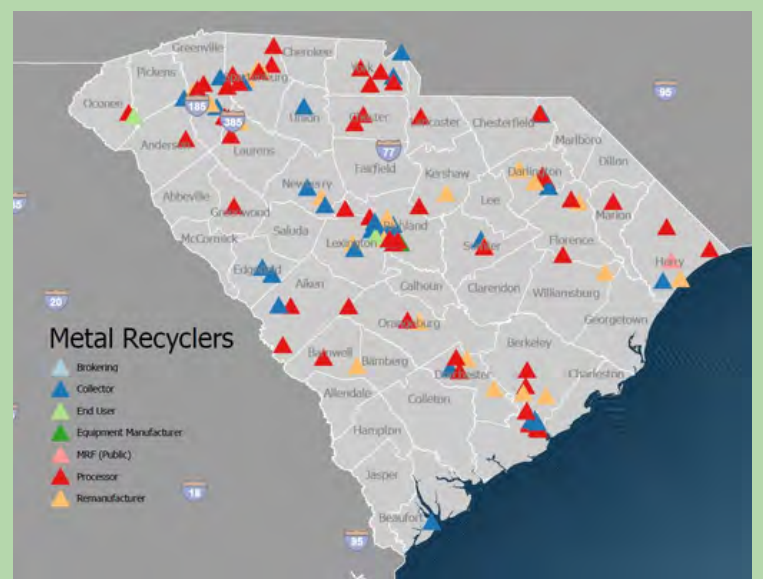 Greenville
Cherokee
York
Pickens
Spartanburg
95
Oconee
185
385
Union
Chester
Lancaster
Chesterfield
Marlboro
Anderson
Laurens
77
Dillon
Fairfield
Darlington
Abbeville
Newberry
Kershaw
Lee
Marion
Greenwood
Richland
McCormick
Saluda
Lexington
Sumter
Florence
Horry
Edgefield
Aiken
Calhoun
Clarendon
Williamsburg
20
Georgetown
Orangeburg
Metal Recyclers
Berkeley
Barnwell
Bamberg
Dorchester
Charleston
Brokering
Allendale
Colleton
Collector
End User
Hampton
Equipment Manufacturer
MRF (Public)
Jasper
Processor
Remanufacturer
Beaufort
95